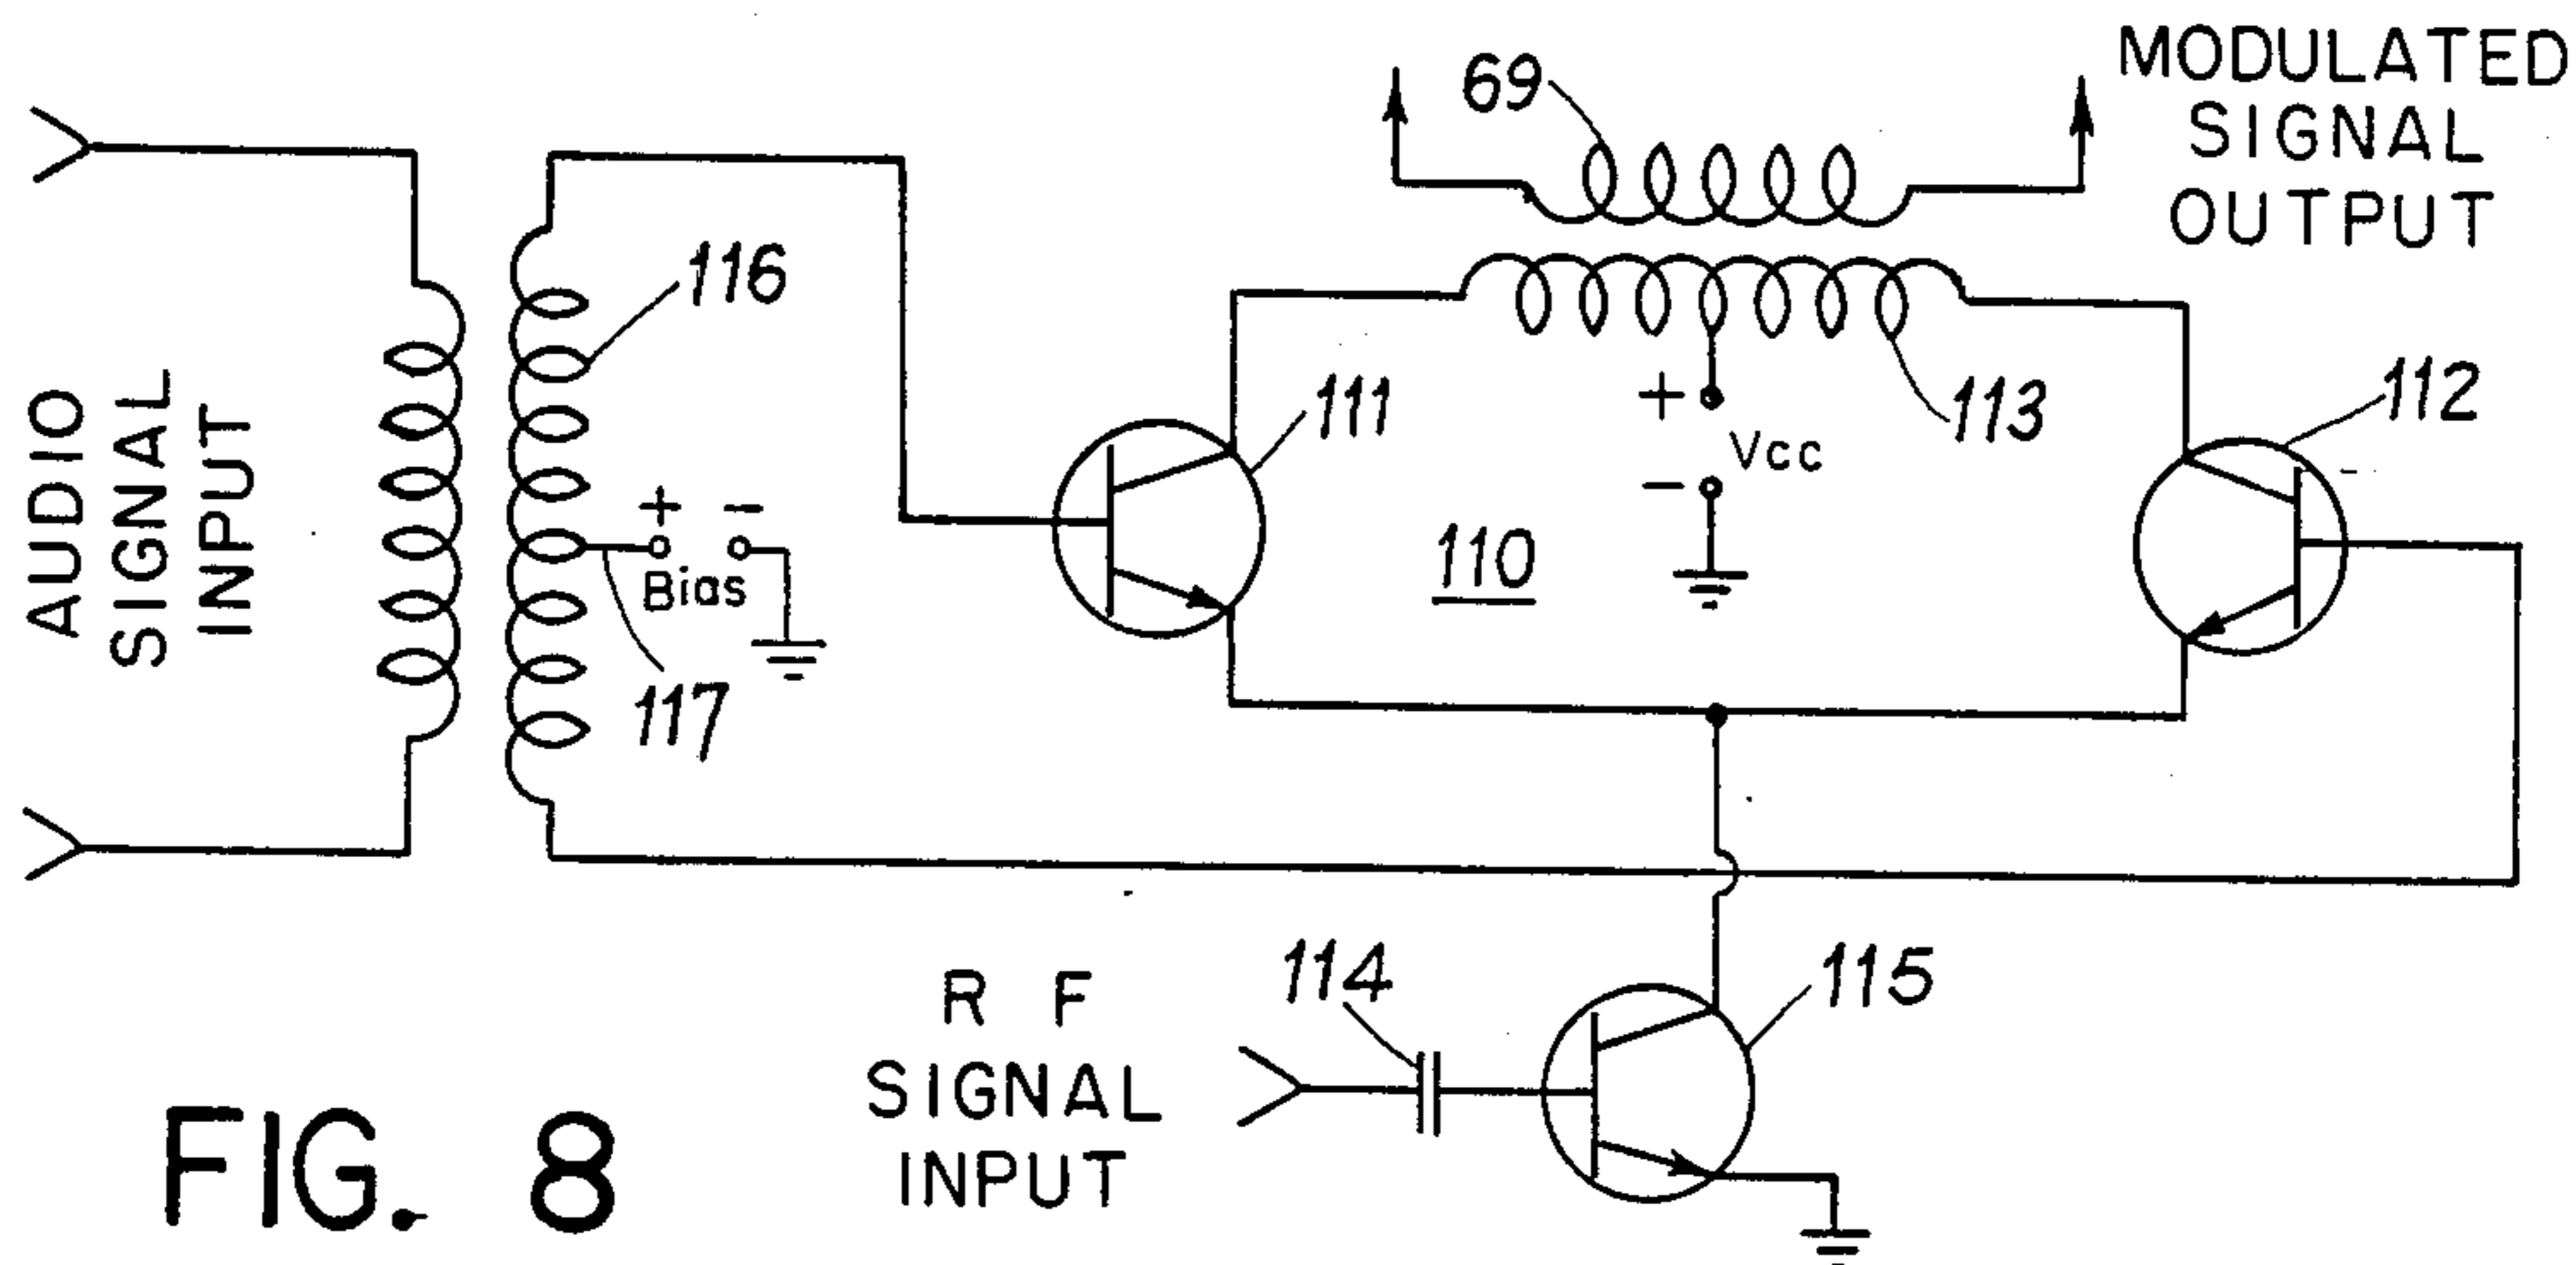 AUDIO
SIGNAL
INPUT
116
+ -
Bias
117
111
69
MODULATED
SIGNAL
OUTPUT
113
112
+
Vcc
-
110
R F
SIGNAL
INPUT
114
115
FIG. 8